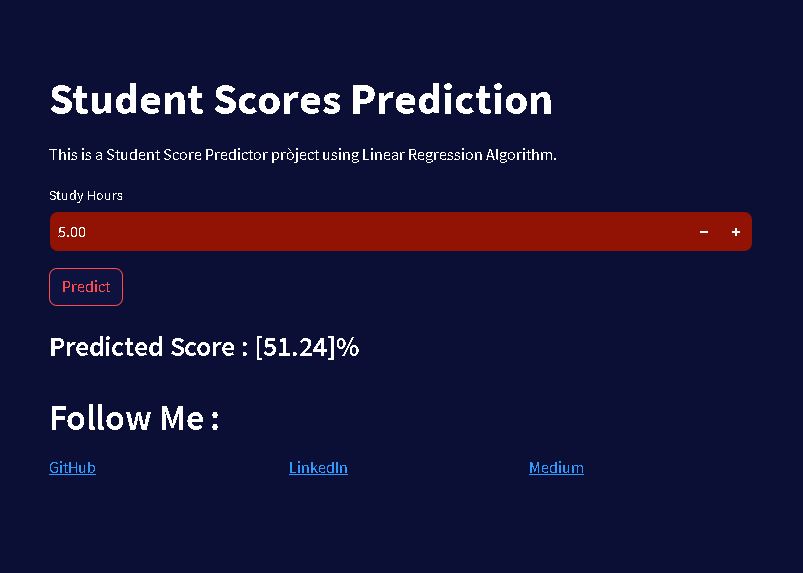 Student Scores Prediction
This is a Student Score Predictor pròject using Linear Regression Algorithm.
Study Hours
5.00 − +
Predict
Predicted Score : [51.24]%
Follow Me :
GitHub LinkedIn Medium